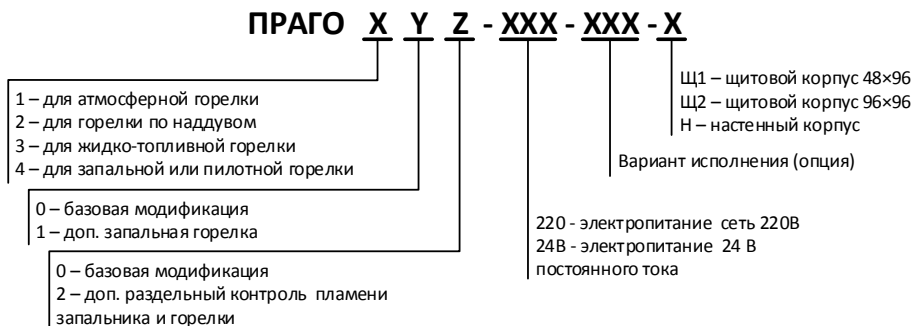 ПРАГО X Y Z - XXX - XXX - X
1 – для атмосферной горелки
2 – для горелки по наддувом
3 – для жидко-топливной горелки
4 – для запальной или пилотной горелки
0 – базовая модификация
1 – доп. запальная горелка
0 – базовая модификация
2 – доп. раздельный контроль пламени
запальника и горелки
220 - электропитание сеть 220В
24В - электропитание 24 В
постоянного тока
Вариант исполнения (опция)
Щ1 – щитовой корпус 48×96
Щ2 – щитовой корпус 96×96
Н – настенный корпус